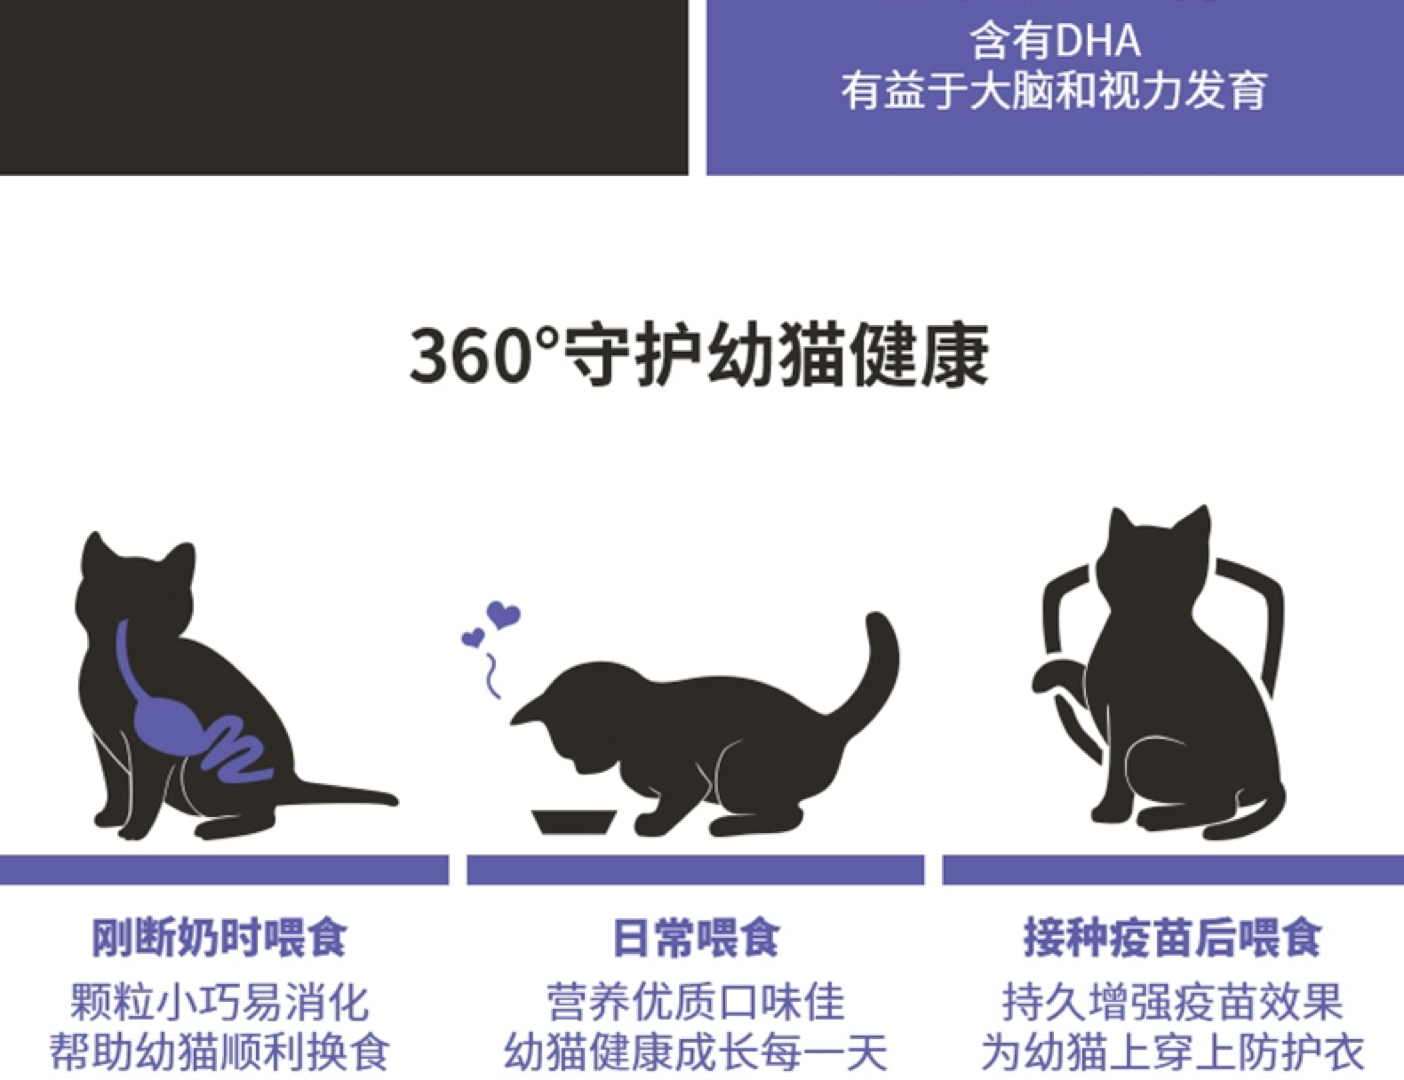 含有DHA
有益于大脑和视力发育
360°守护幼猫健康
刚断奶时喂食
颗粒小巧易消化
帮助幼猫顺利换食
日常喂食
营养优质口味佳
幼猫健康成长每一天
接种疫苗后喂食
持久增强疫苗效果
为幼猫上穿上防护衣